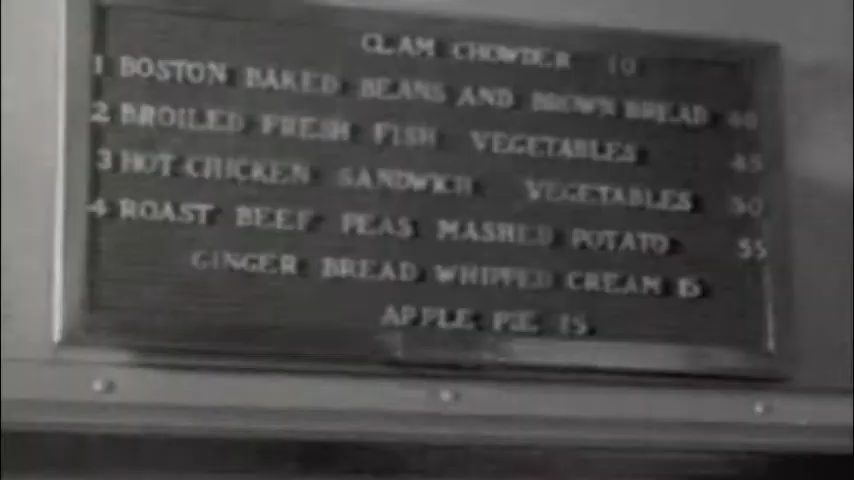 CLAM CHOWDER 10
1 BOSTON BAKED BEANS AND BROWN BREAD 40
2 BROILED FRESH FISH VEGETABLES 45
3 HOT CHICKEN SANDWICH VEGETABLES 50
4 ROAST BEEF PEAS MASHED POTATO 55
GINGER BREAD WHIPPED CREAM 15
APPLE PIE 15